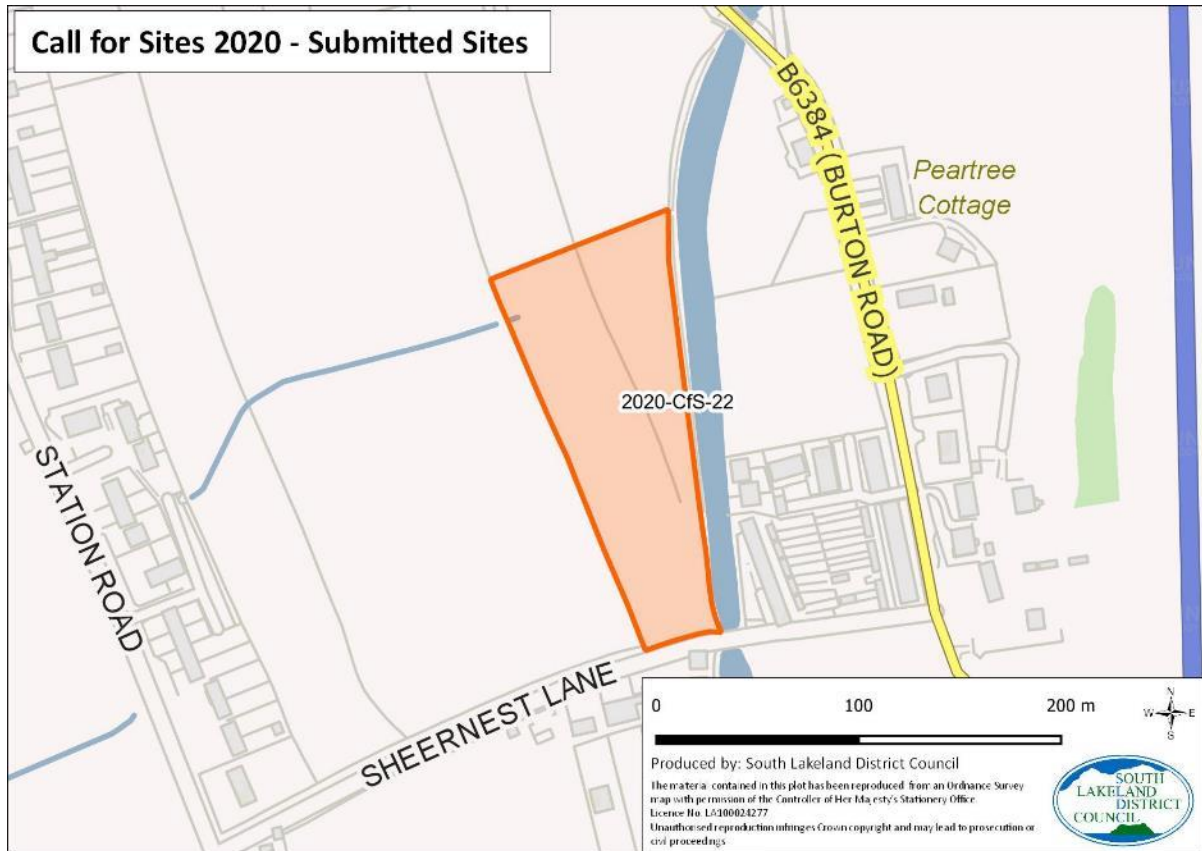 Call for Sites 2020 - Submitted Sites
B6384 (BURTON ROAD)
Peartree
Cottage
2020-CfS-22
STATION ROAD
SHEERNEST LANE
0 100 200 m
N
W E
S
Produced by: South Lakeland District Council
The material contained in this plot has been reproduced from an Ordnance Survey
map with permission of the Controller of Her Majesty's Stationery Office.
Licence No. LA100024277
Unauthorised reproduction infringes Crown copyright and may lead to prosecution or
civil proceedings
SOUTH
LAKELAND
DISTRICT
COUNCIL